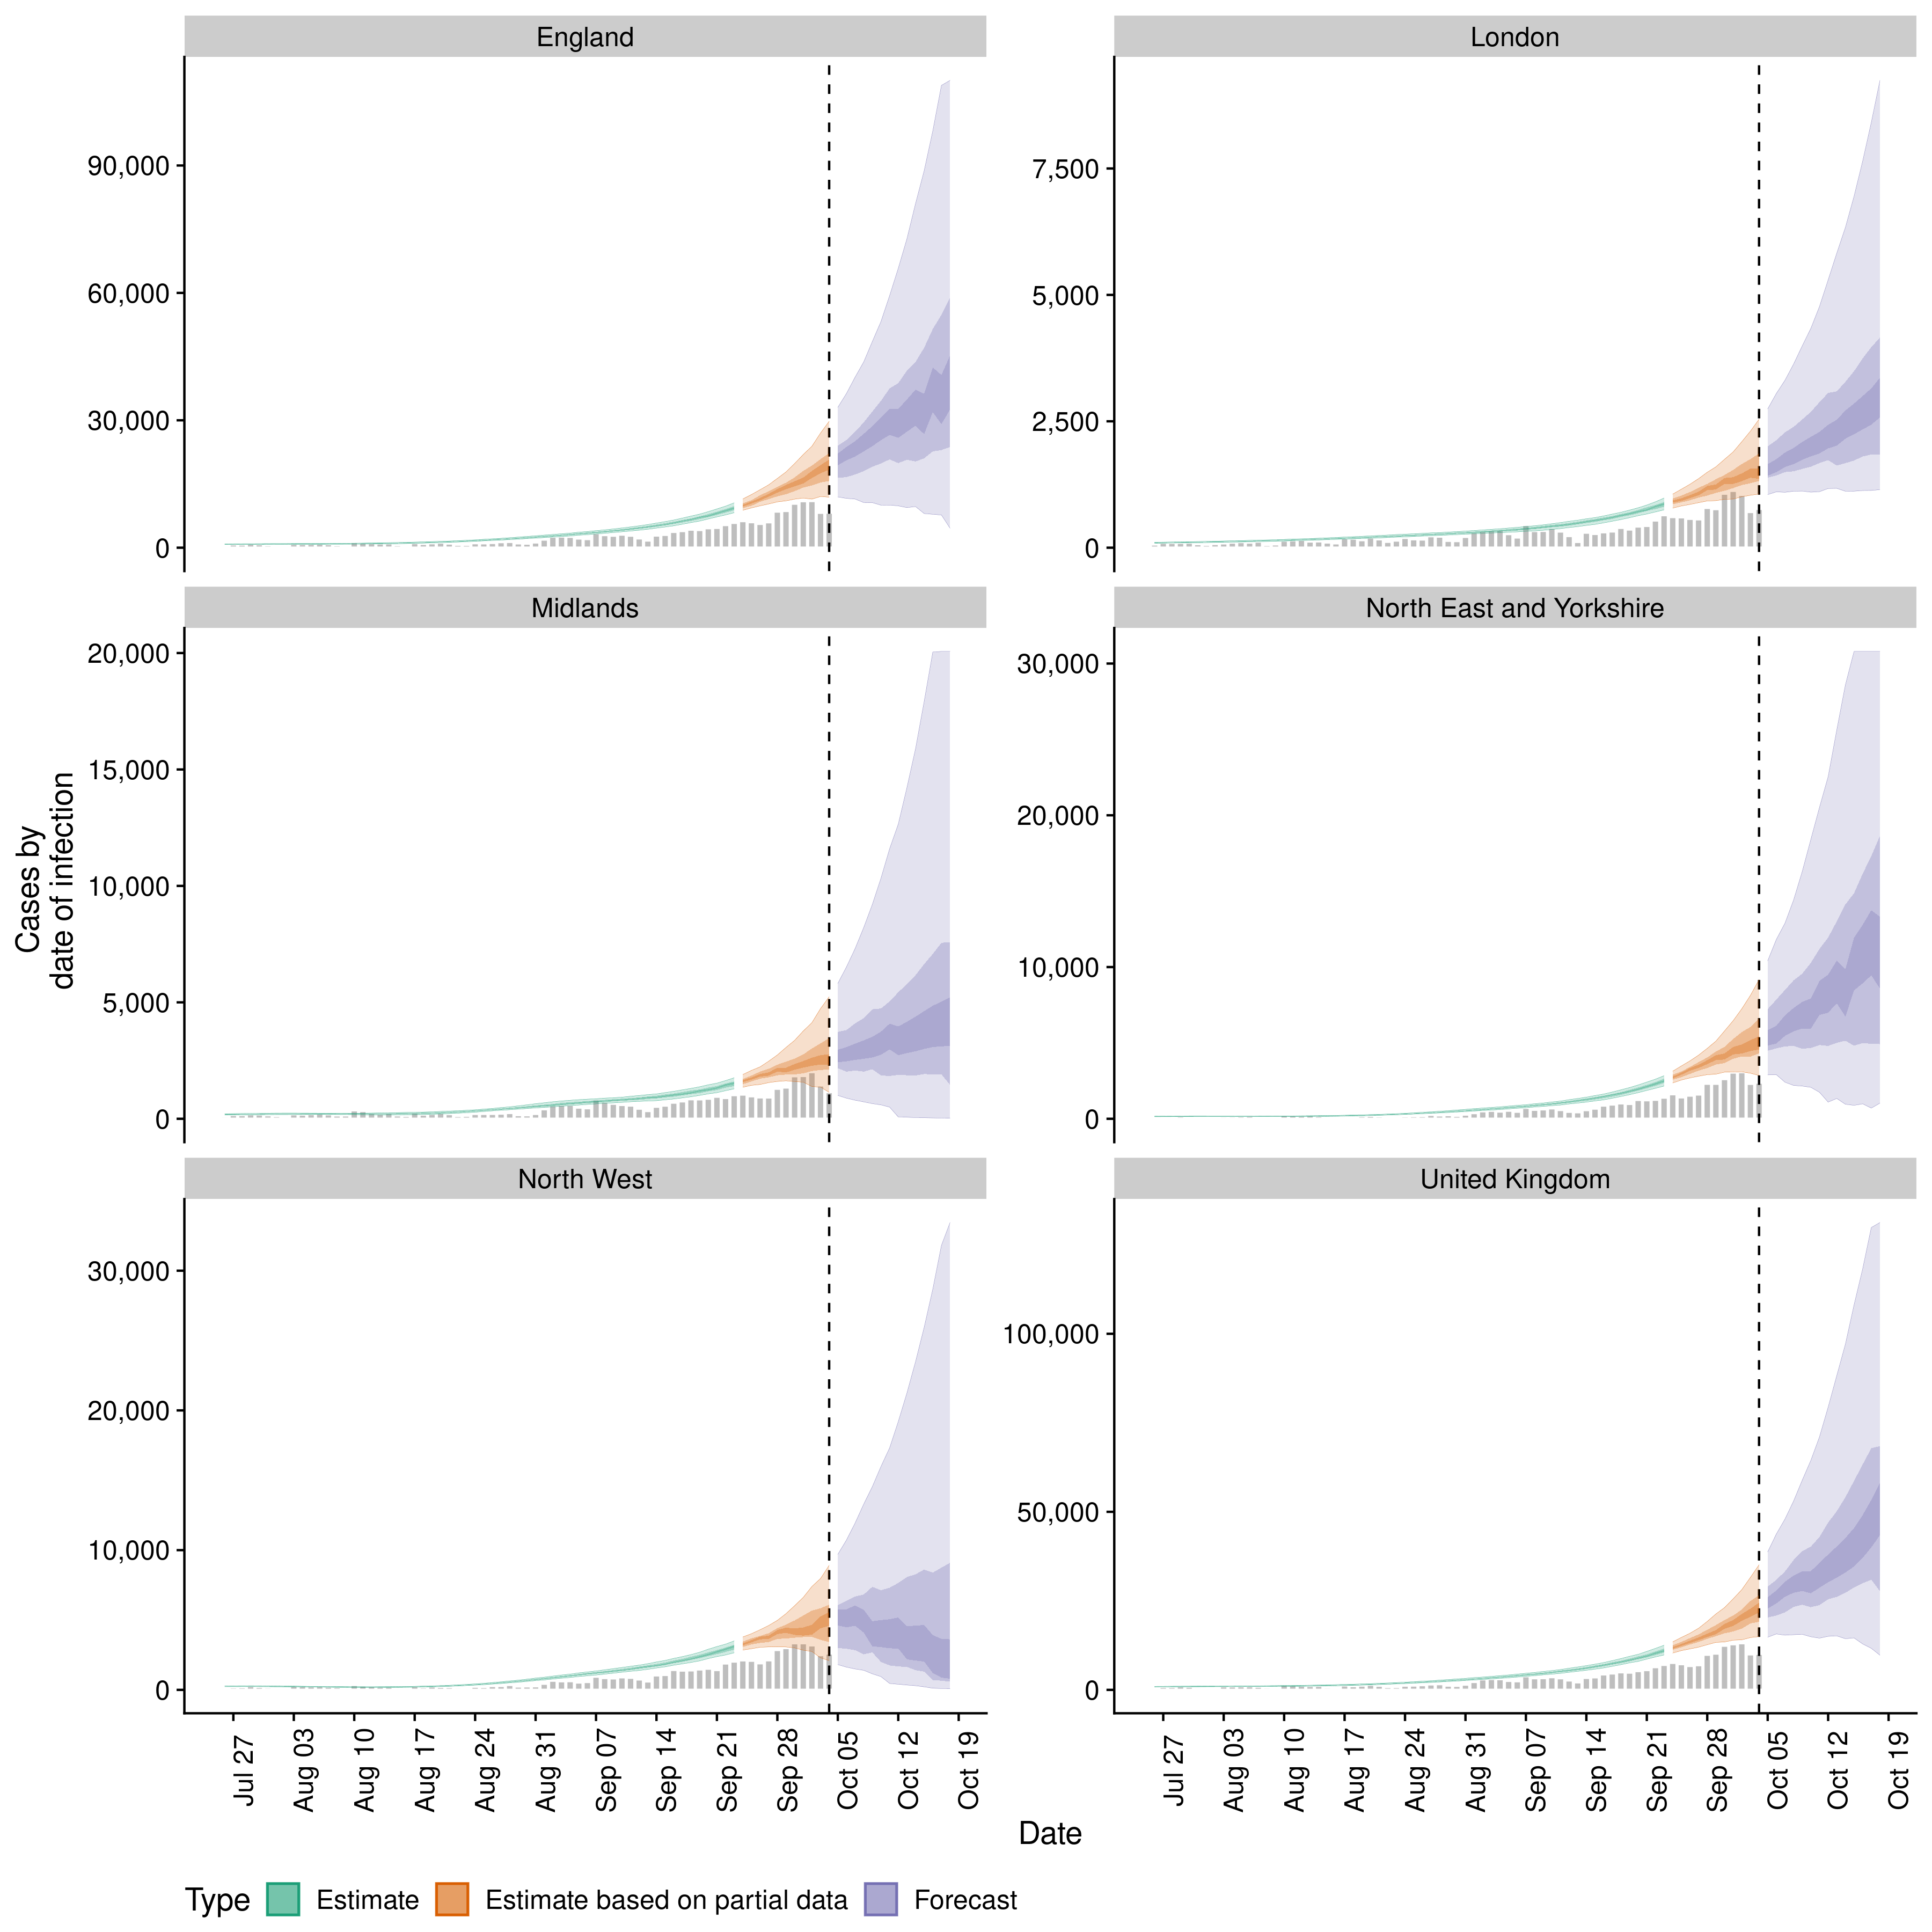 England
London
90,000
60,000
30,000
0
7,500
5,000
2,500
0
Midlands
North East and Yorkshire
20,000
15,000
10,000
5,000
0
30,000
20,000
10,000
0
Cases by
date of infection
North West
United Kingdom
30,000
20,000
10,000
0
100,000
50,000
0
Jul 27
Aug 03
Aug 10
Aug 17
Aug 24
Aug 31
Sep 07
Sep 14
Sep 21
Sep 28
Oct 05
Oct 12
Oct 19
Jul 27
Aug 03
Aug 10
Aug 17
Aug 24
Aug 31
Sep 07
Sep 14
Sep 21
Sep 28
Oct 05
Oct 12
Oct 19
Date
Type
Estimate
Estimate based on partial data
Forecast